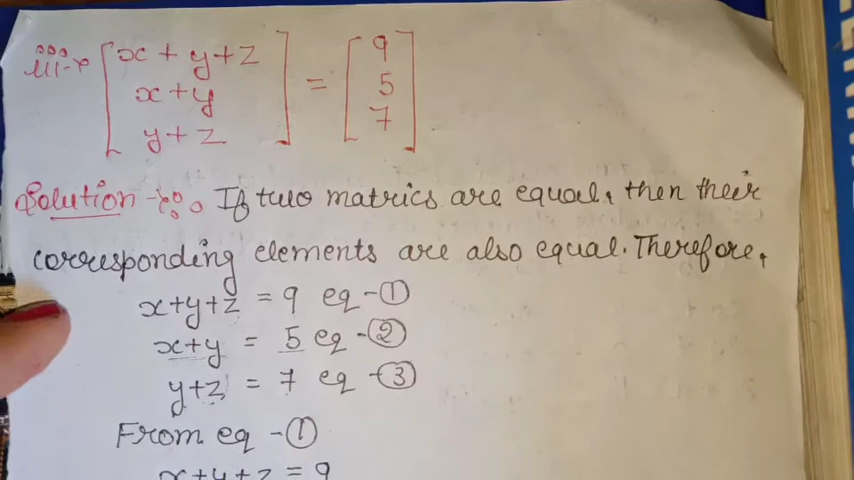 iii→ [x + y + z
x + y
y + z] = [9
5
7]
Solution →: If two matrics are equal, then their
corresponding elements are also equal. Therefore,
x+y+z = 9 eq-①
x+y = 5 eq-②
y+z = 7 eq-③
From eq-①
x+y+z = 9